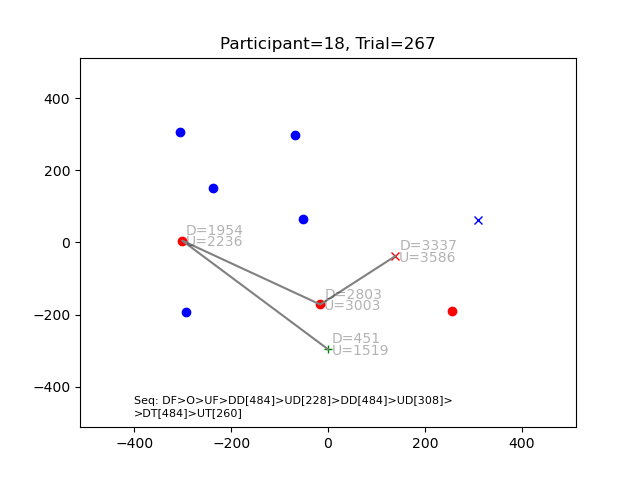 Participant=18, Trial=267
400
200
0
−200
−400
D=1954
U=2236
D=3337
U=3586
D=2803
U=3003
D=451
U=1519
Seq: DF>O>UF>DD[484]>UD[228]>DD[484]>UD[308]>
>DT[484]>UT[260]
−400
−200
0
200
400